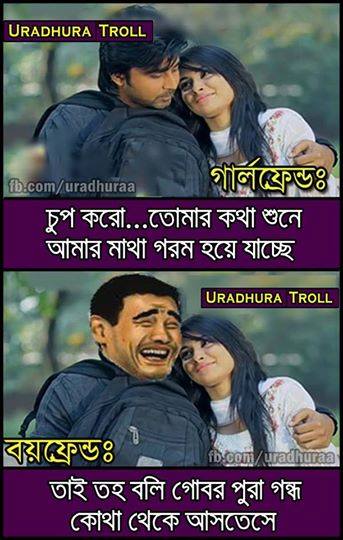 URADHURA TROLL
fb.com/uradhuraa
গার্লফ্রেন্ডঃ
চুপ করো...তোমার কথা শুনে
আমার মাথা গরম হয়ে যাচ্ছে
URADHURA TROLL
বয়ফ্রেন্ডঃ
fb.com/uradhuraa
তাই তহ বলি গোবর পুরা গন্ধ
কোথা থেকে আসতেসে